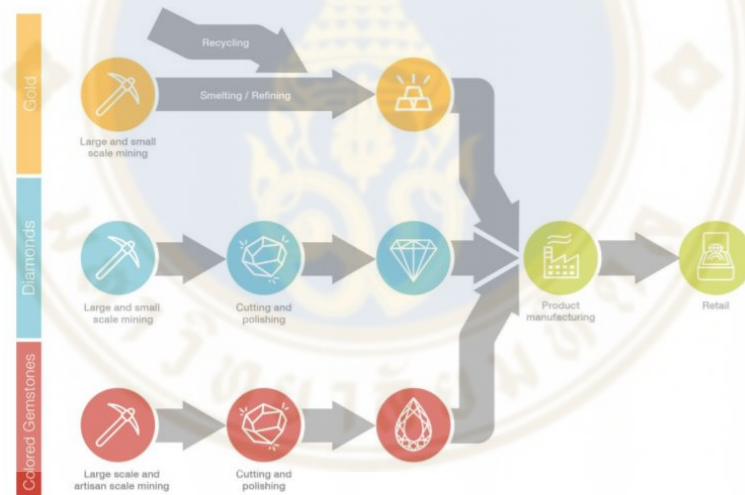 Recycling
Gold
Smelting / Refining
Large and small
scale mining
Diamonds
Large and small
scale mining
Cutting and
polishing
Product
manufacturing
Retail
Colored Gemstones
Large scale and
artisan scale mining
Cutting and
polishing